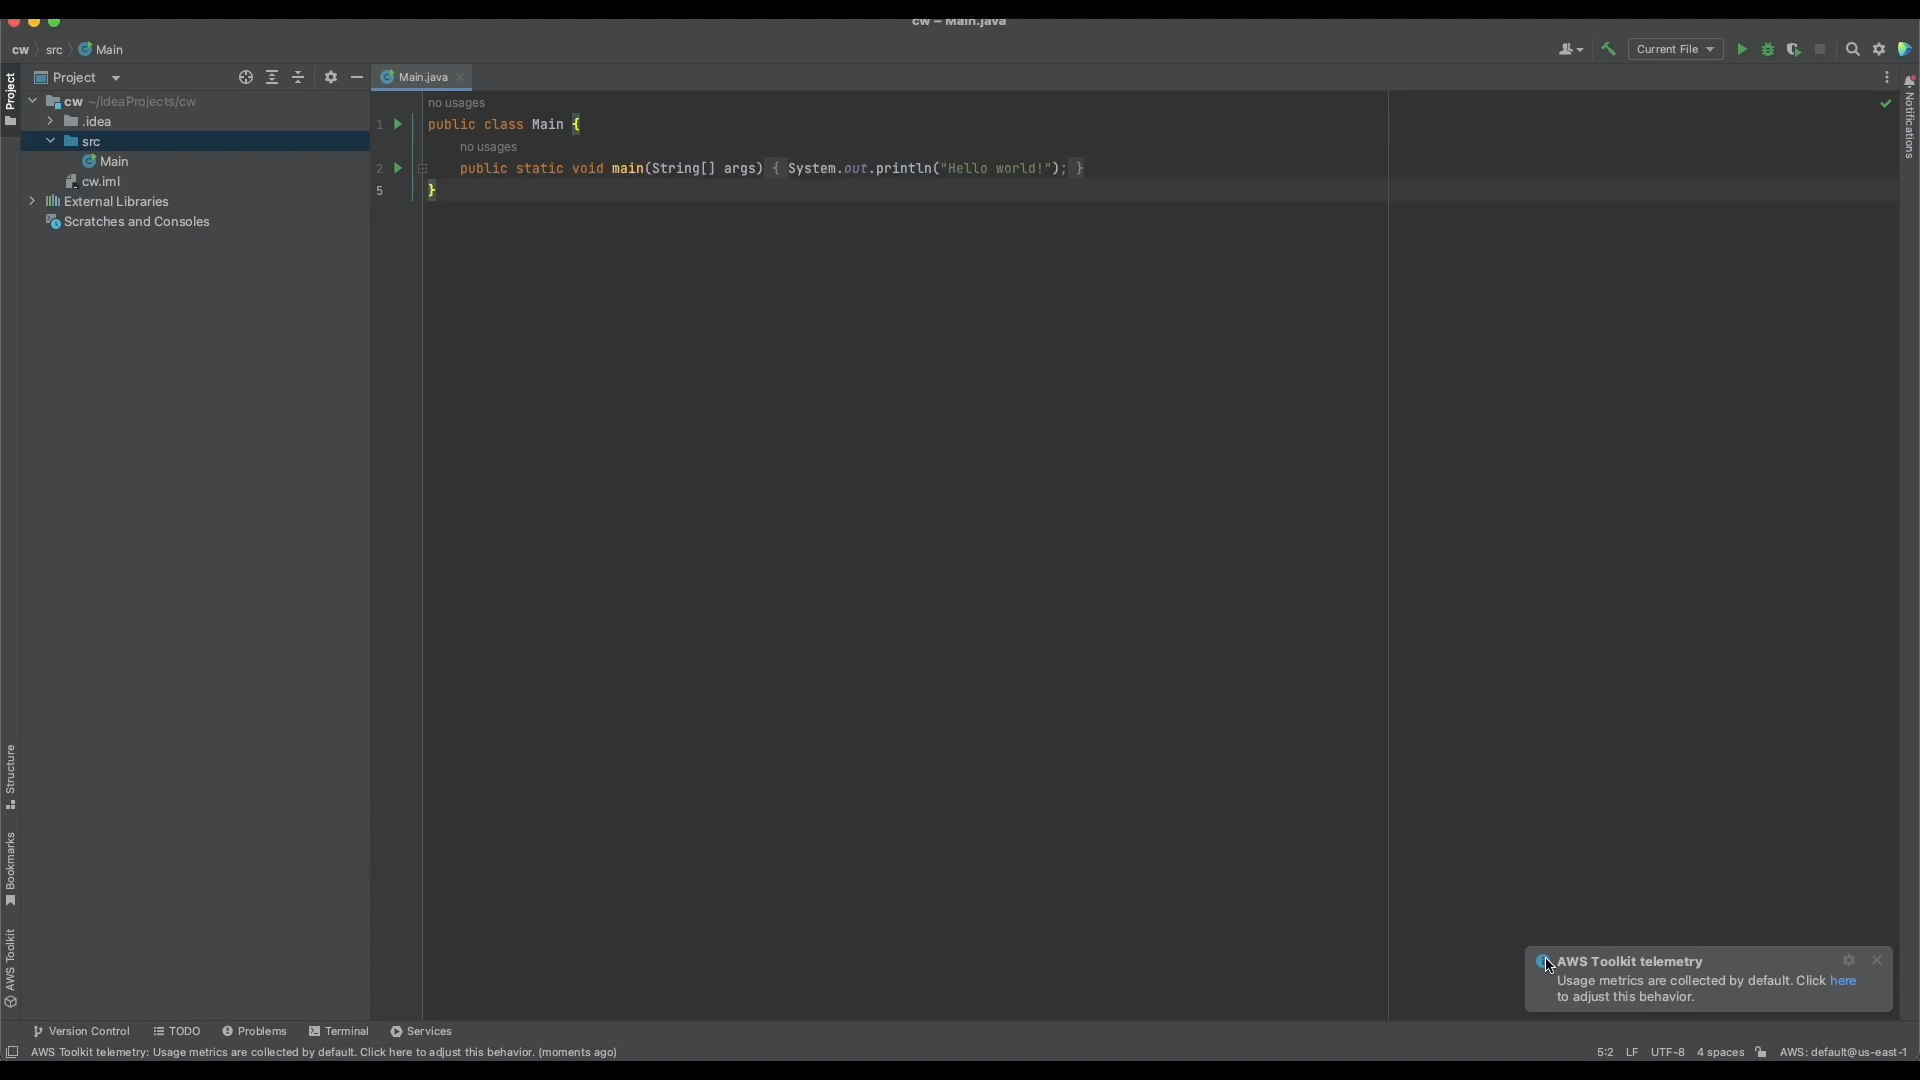 cw – Main.java
cw src Main
Current File
Project
Main.java
Project
cw ~/IdeaProjects/cw
.idea
src
Main
cw.iml
External Libraries
Scratches and Consoles
no usages
1 public class Main {
no usages
2 public static void main(String[] args) { System.out.println("Hello world!"); }
5 }
Notifications
Structure
Bookmarks
AWS Toolkit
AWS Toolkit telemetry
Usage metrics are collected by default. Click here
to adjust this behavior.
Version Control TODO Problems Terminal Services
AWS Toolkit telemetry: Usage metrics are collected by default. Click here to adjust this behavior. (moments ago)
5:2 LF UTF-8 4 spaces AWS: default@us-east-1